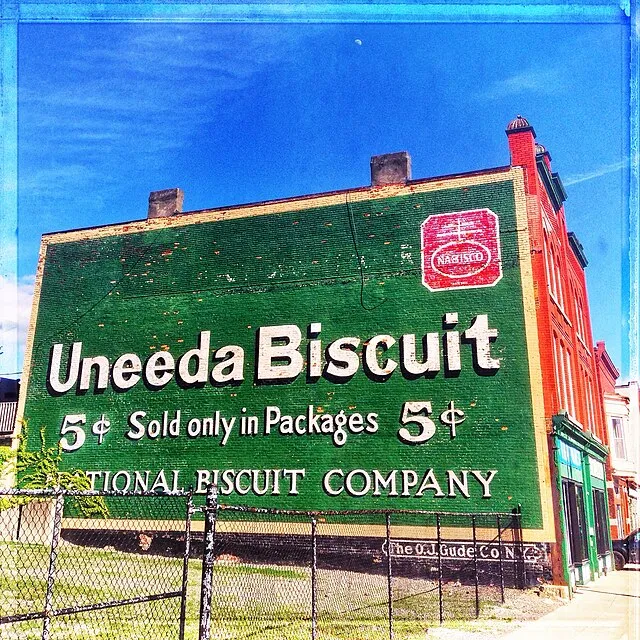 NABISCO
Uneeda Biscuit
5¢ Sold only in Packages 5¢
TIONAL BISCUIT COMPANY
The O.J. Gude Co N.Y.